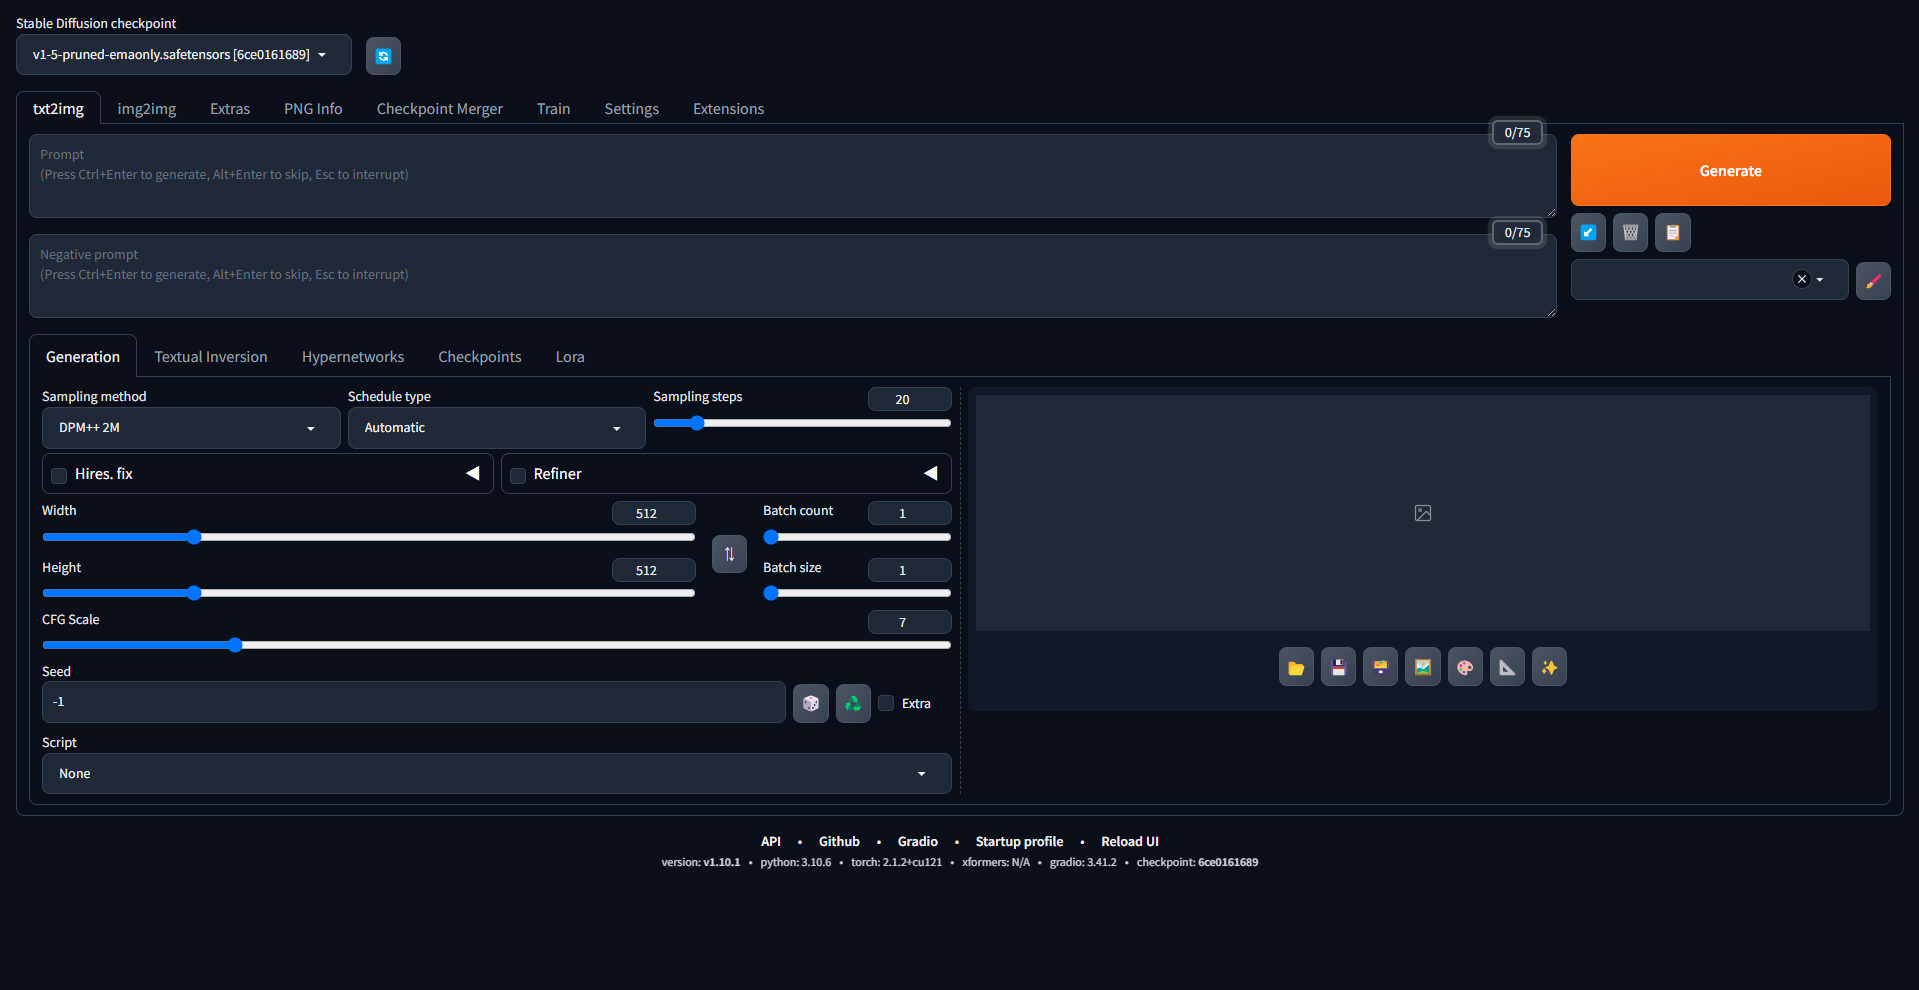 Stable Diffusion checkpoint
v1-5-pruned-emaonly.safetensors [6ce0161689]
txt2img img2img Extras PNG Info Checkpoint Merger Train Settings Extensions
0/75
Prompt
(Press Ctrl+Enter to generate, Alt+Enter to skip, Esc to interrupt)
Generate
0/75
Negative prompt
(Press Ctrl+Enter to generate, Alt+Enter to skip, Esc to interrupt)
Generation Textual Inversion Hypernetworks Checkpoints Lora
Sampling method Schedule type Sampling steps 20
DPM++ 2M Automatic
Hires. fix Refiner
Width 512 Batch count 1
Height 512 Batch size 1
CFG Scale 7
Seed
-1 Extra
Script
None
API • Github • Gradio • Startup profile • Reload UI
version: v1.10.1 • python: 3.10.6 • torch: 2.1.2+cu121 • xformers: N/A • gradio: 3.41.2 • checkpoint: 6ce0161689